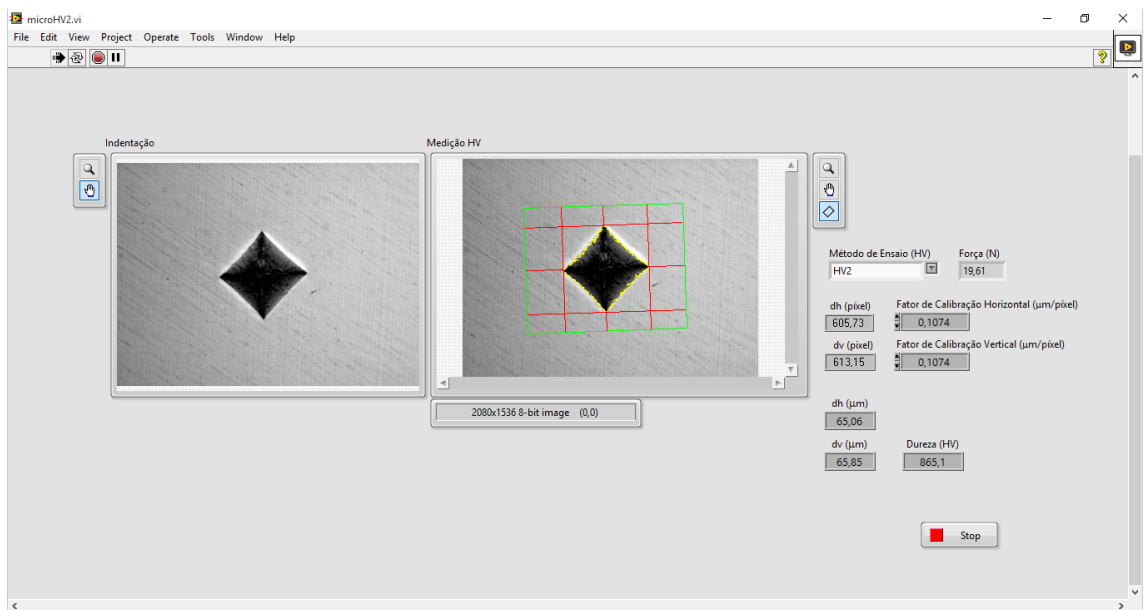 microHV2.vi
File Edit View Project Operate Tools Window Help
Indentação
Medição HV
Método de Ensaio (HV) Força (N)
HV2 19,61
dh (píxel) Fator de Calibração Horizontal (µm/píxel)
605,73 0,1074
dv (pixel) Fator de Calibração Vertical (µm/píxel)
613,15 0,1074
2080x1536 8-bit image (0,0)
dh (µm)
65,06
dv (µm) Dureza (HV)
65,85 865,1
Stop